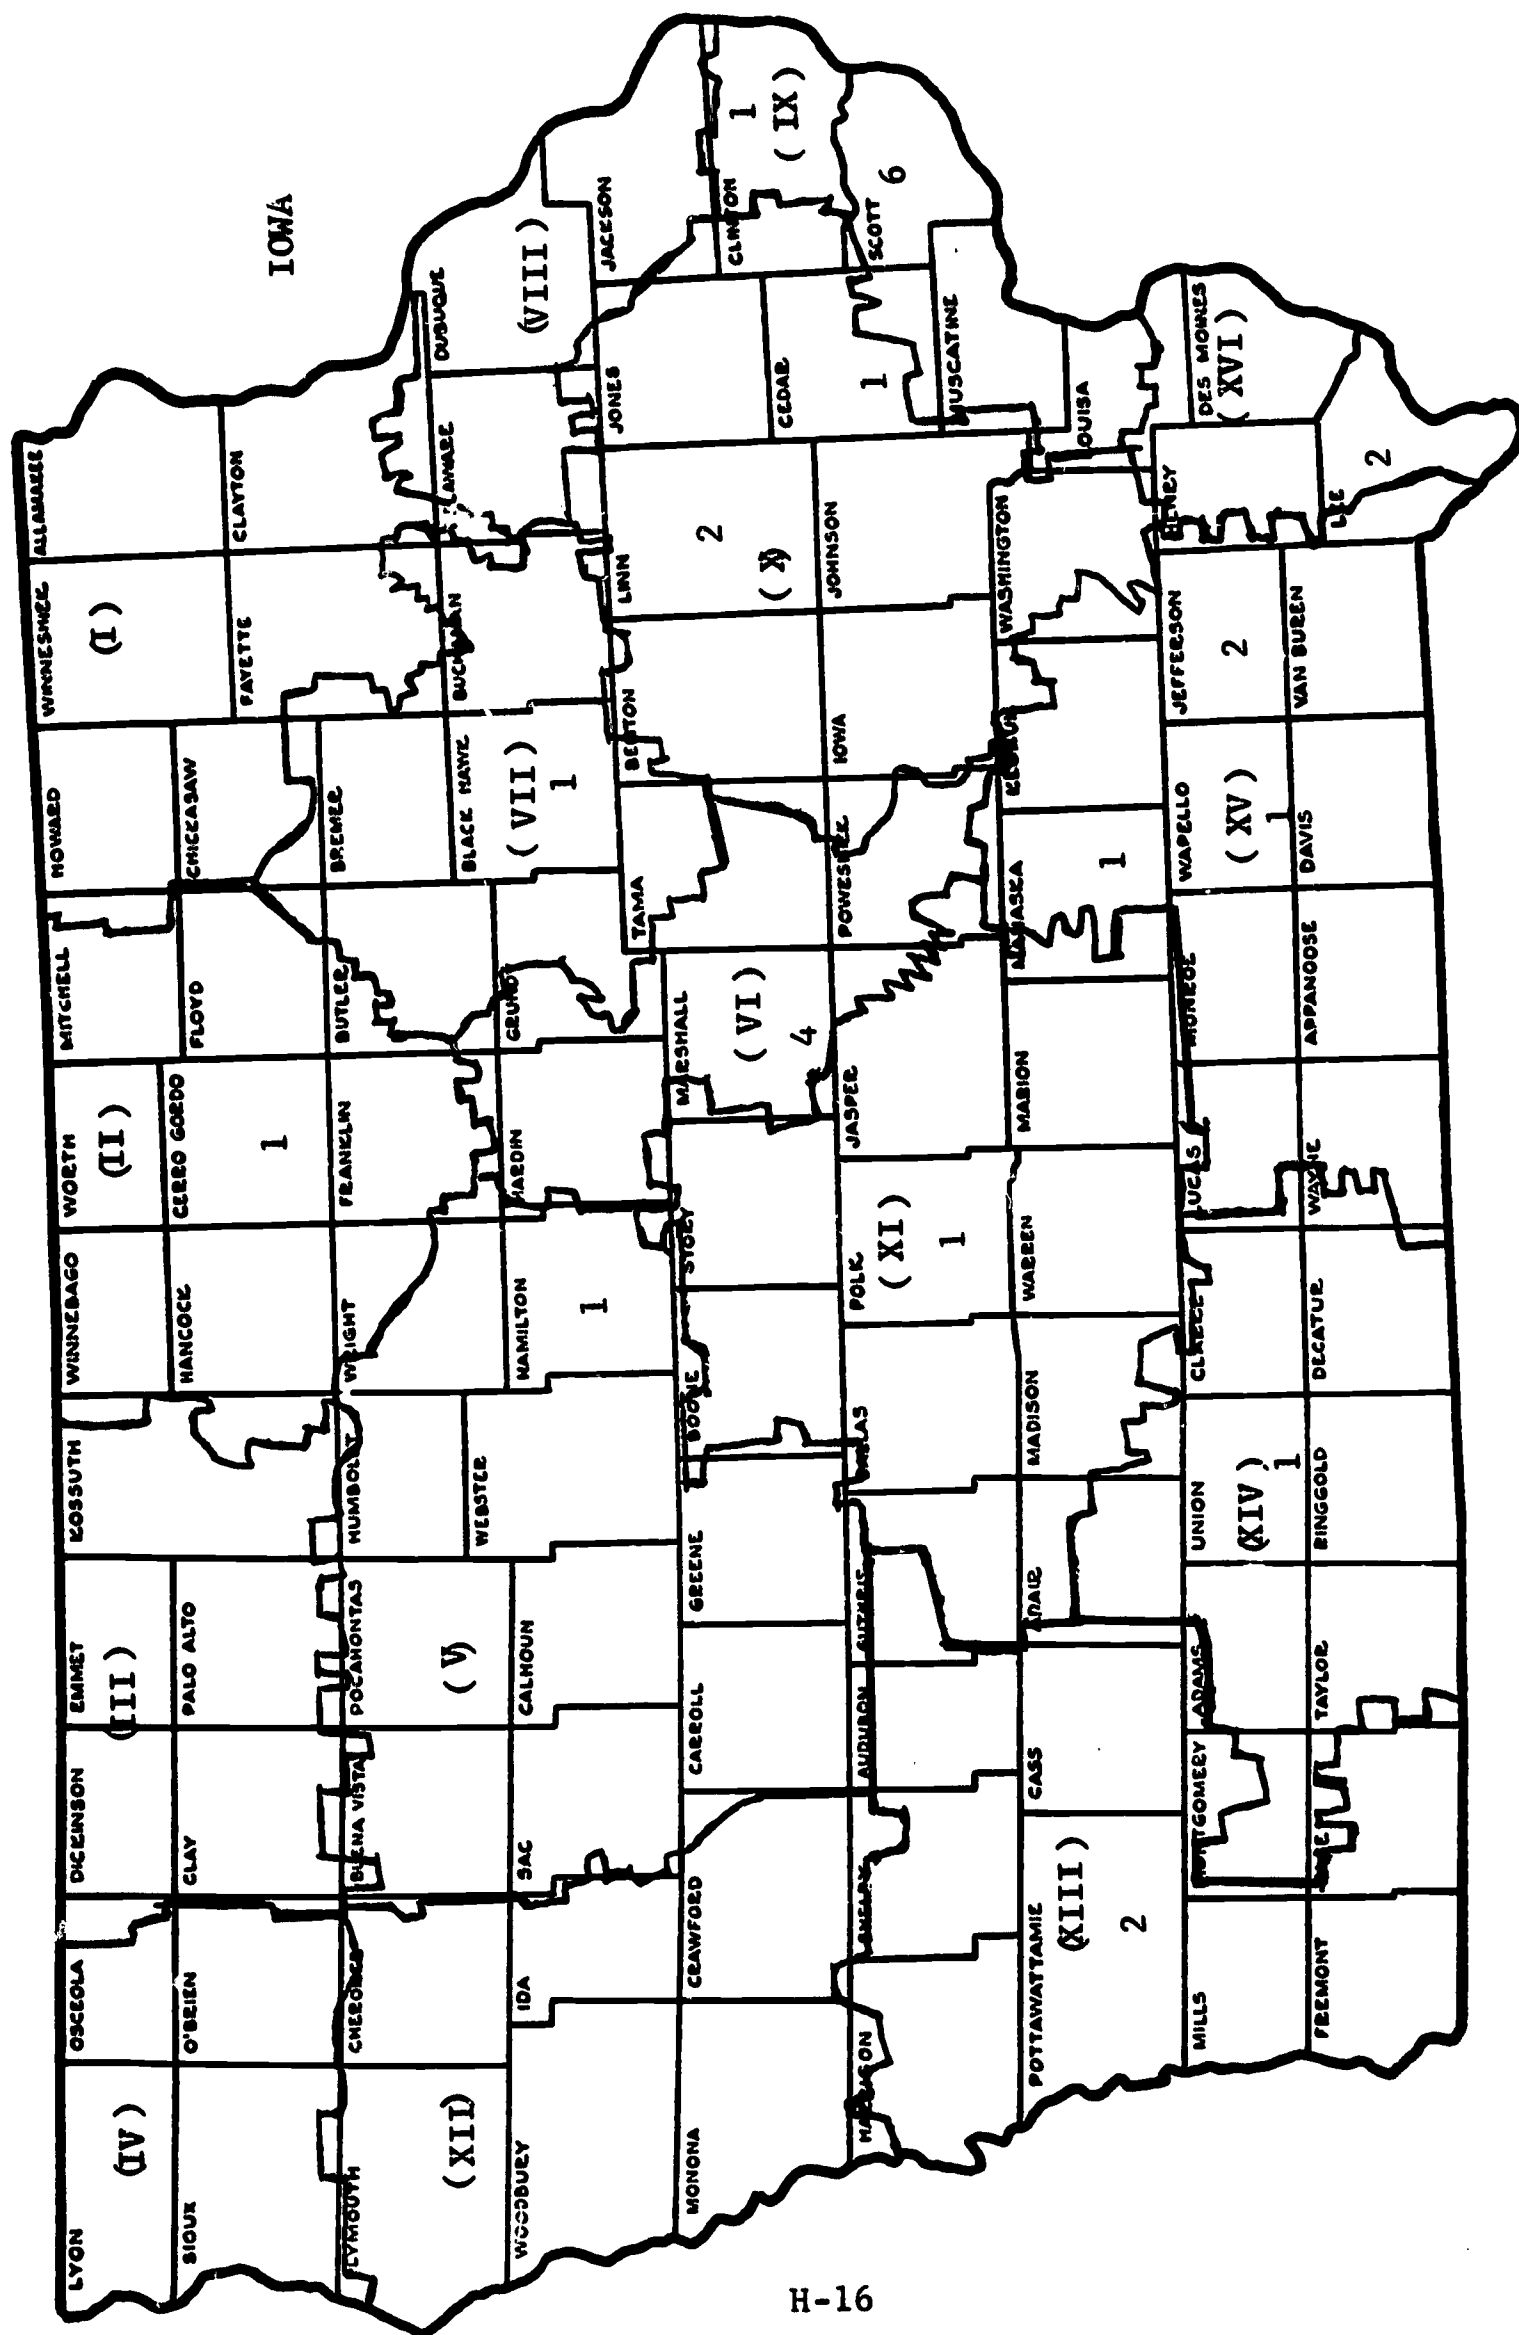 IOWA
LYON
OSCEOLA
DICKINSON
EMMET
KOSSUTH
WINNEBAGO
WORTH
MITCHELL
HOWARD
WINNESHEK
ALLAMAKEE
(IV)
(III)
(II)
(I)
SIOUX
O'BRIEN
CLAY
PALO ALTO
HANCOCK
CERRO GORDO
FLOYD
CHICKASAW
FAYETTE
CLAYTON
1
PLYMOUTH
CHEROKEE
BUENA VISTA
POCAHONTAS
HUMBOLDT
WRIGHT
FRANKLIN
BUTLER
BREMER
(XII)
(V)
WEBSTER
BLACK HAWK
BUCHANAN
DELAWARE
DUBUQUE
(VII)
1
(VIII)
WOODBURY
IDA
SAC
CALHOUN
HAMILTON
HARDIN
GRUNDY
1
TAMA
BENTON
LINN
JONES
JACKSON
MONONA
CRAWFORD
CARROLL
GREENE
BOONE
STORY
MARSHALL
(VI)
4
2
(X)
CEDAR
CLINTON
1
(IX)
HARRISON
SHELBY
AUDUBON
GUTHRIE
DALLAS
POLK
JASPER
POWESHIEK
IOWA
JOHNSON
1
SCOTT
6
(XI)
1
MUSCATINE
POTTAWATTAMIE
CASS
ADAIR
MADISON
WARREN
MARION
MAHASKA
KEOKUK
WASHINGTON
LOUISA
(XIII)
2
1
MILLS
MONTGOMERY
ADAMS
UNION
CLARKE
LUCAS
MONROE
WAPELLO
JEFFERSON
HENRY
DES MOINES
(XIV)
1
(XV)
1
2
(XVI)
FREMONT
PAGE
TAYLOR
RINGGOLD
DECATUR
WAYNE
APPANOOSE
DAVIS
VAN BUREN
LEE
2
H-16